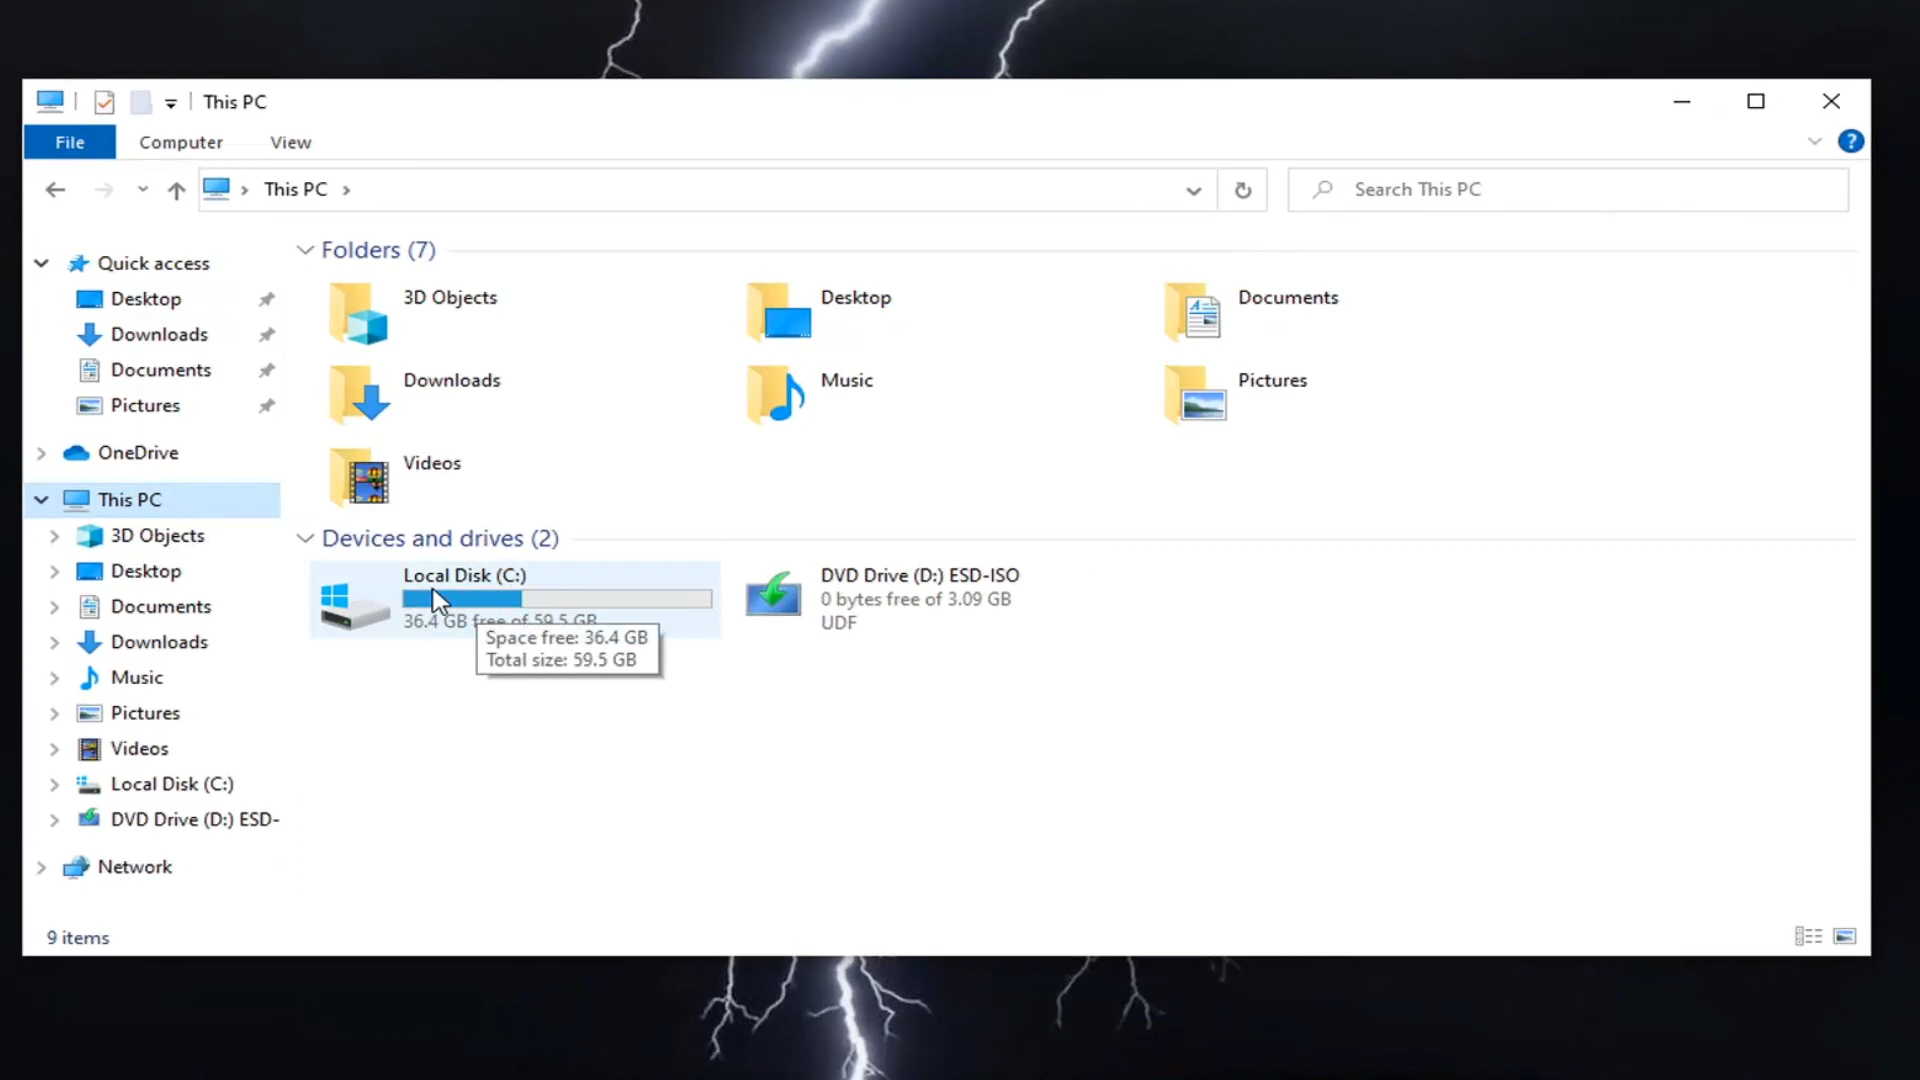 This PC
File
Computer
View
?
This PC
Search This PC
Quick access
Desktop
Downloads
Documents
Pictures
OneDrive
This PC
3D Objects
Desktop
Documents
Downloads
Music
Pictures
Videos
Local Disk (C:)
DVD Drive (D:) ESD-
Network
Folders (7)
3D Objects
Desktop
Documents
Downloads
Music
Pictures
Videos
Devices and drives (2)
Local Disk (C:)
36.4 GB free of 59.5 GB
Space free: 36.4 GB
Total size: 59.5 GB
DVD Drive (D:) ESD-ISO
0 bytes free of 3.09 GB
UDF
9 items